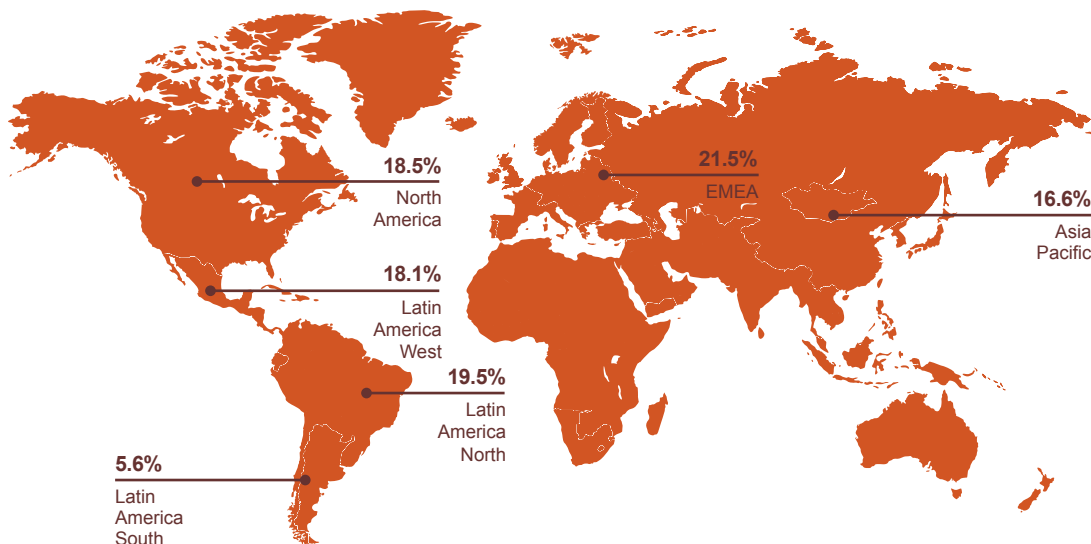 18.5%
North
America
21.5%
EMEA
16.6%
Asia
Pacific
18.1%
Latin
America
West
19.5%
Latin
America
North
5.6%
Latin
America
South